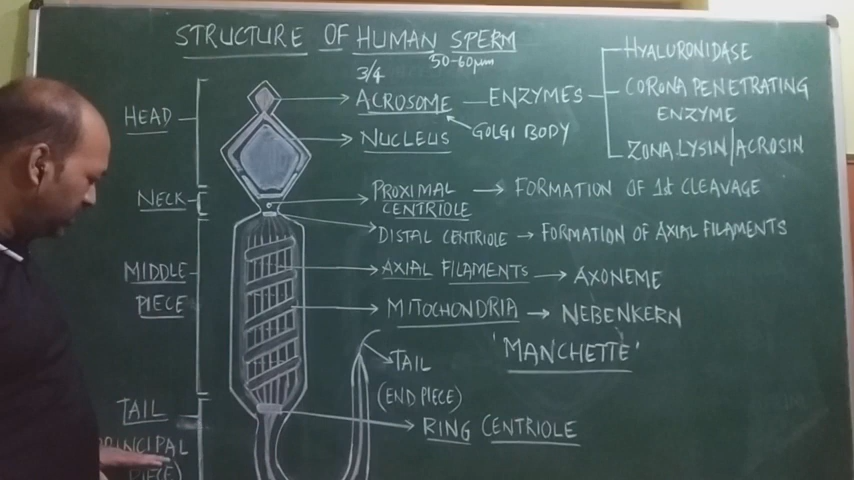 STRUCTURE OF HUMAN SPERM
50-60μm
3/4
HEAD
ACROSOME — ENZYMES
HYALURONIDASE
CORONA PENETRATING
ENZYME
ZONALYSIN/ACROSIN
GOLGI BODY
NUCLEUS
NECK
PROXIMAL → FORMATION OF 1st CLEAVAGE
CENTRIOLE
DISTAL CENTRIOLE → FORMATION OF AXIAL FILAMENTS
MIDDLE
PIECE
AXIAL FILAMENTS → AXONEME
MITOCHONDRIA → NEBENKERN
'MANCHETTE'
TAIL
(END PIECE)
RING CENTRIOLE
TAIL
PRINCIPAL
PIECE)